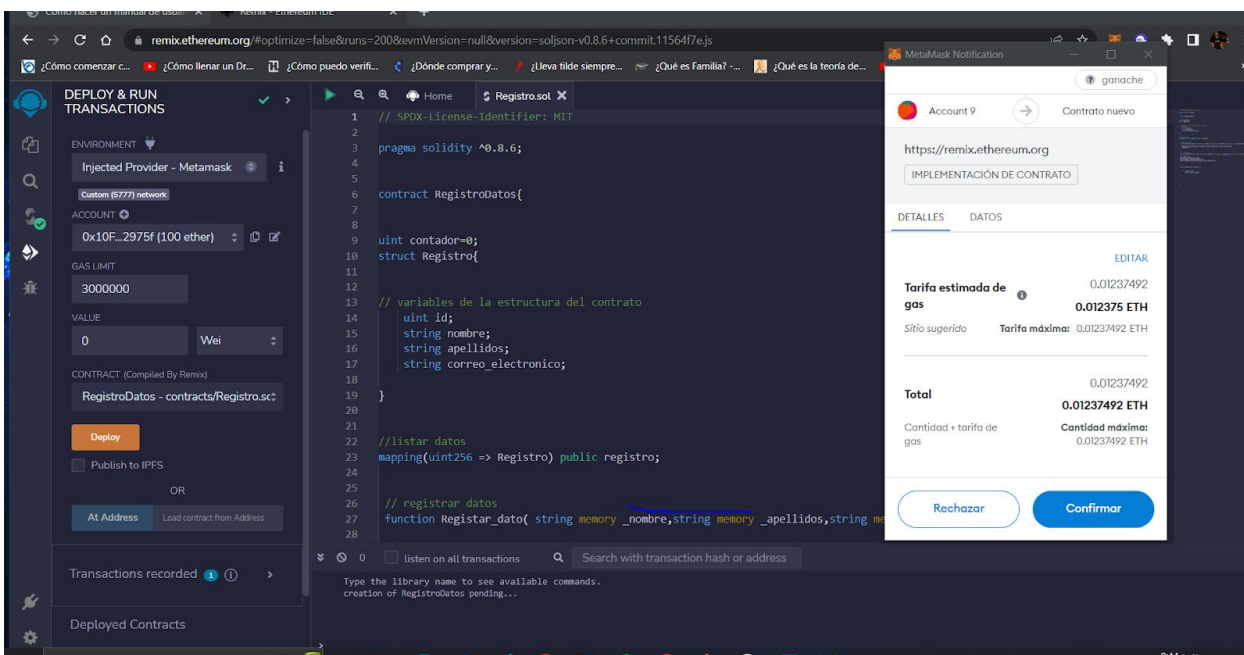 Cómo hacer un manual de usuar
Remix - Ethereum IDE
remix.ethereum.org/#optimize=false&runs=200&evmVersion=null&version=soljson-v0.8.6+commit.11564f7e.js
¿Cómo comenzar c...
¿Cómo llenar un Dr...
¿Cómo puedo verifi...
¿Dónde comprar y...
¿Lleva tilde siempre...
¿Qué es Familia? -...
¿Qué es la teoría de...
DEPLOY & RUN
TRANSACTIONS
ENVIRONMENT
Injected Provider - Metamask
Custom (5777) network
ACCOUNT
0x10F...2975f (100 ether)
GAS LIMIT
3000000
VALUE
0
Wei
CONTRACT (Compiled By Remix)
RegistroDatos - contracts/Registro.sc
Deploy
Publish to IPFS
OR
At Address
Load contract from Address
Transactions recorded 1
Deployed Contracts
Home
Registro.sol
1 // SPDX-License-Identifier: MIT
2
3 pragma solidity ^0.8.6;
4
5
6 contract RegistroDatos{
7
8
9 uint contador=0;
10 struct Registro{
11
12
13 // variables de la estructura del contrato
14 uint id;
15 string nombre;
16 string apellidos;
17 string correo_electronico;
18
19 }
20
21
22 //listar datos
23 mapping(uint256 => Registro) public registro;
24
25
26 // registrar datos
27 function Registar_dato( string memory _nombre,string memory _apellidos,string me
28
0
listen on all transactions
Search with transaction hash or address
Type the library name to see available commands.
creation of RegistroDatos pending...
>
MetaMask Notification
ganache
Account 9
Contrato nuevo
https://remix.ethereum.org
IMPLEMENTACIÓN DE CONTRATO
DETALLES
DATOS
EDITAR
Tarifa estimada de
gas
0.01237492
0.012375 ETH
Sitio sugerido
Tarifa máxima: 0.01237492 ETH
Total
0.01237492
0.01237492 ETH
Cantidad + tarifa de
gas
Cantidad máxima:
0.01237492 ETH
Rechazar
Confirmar